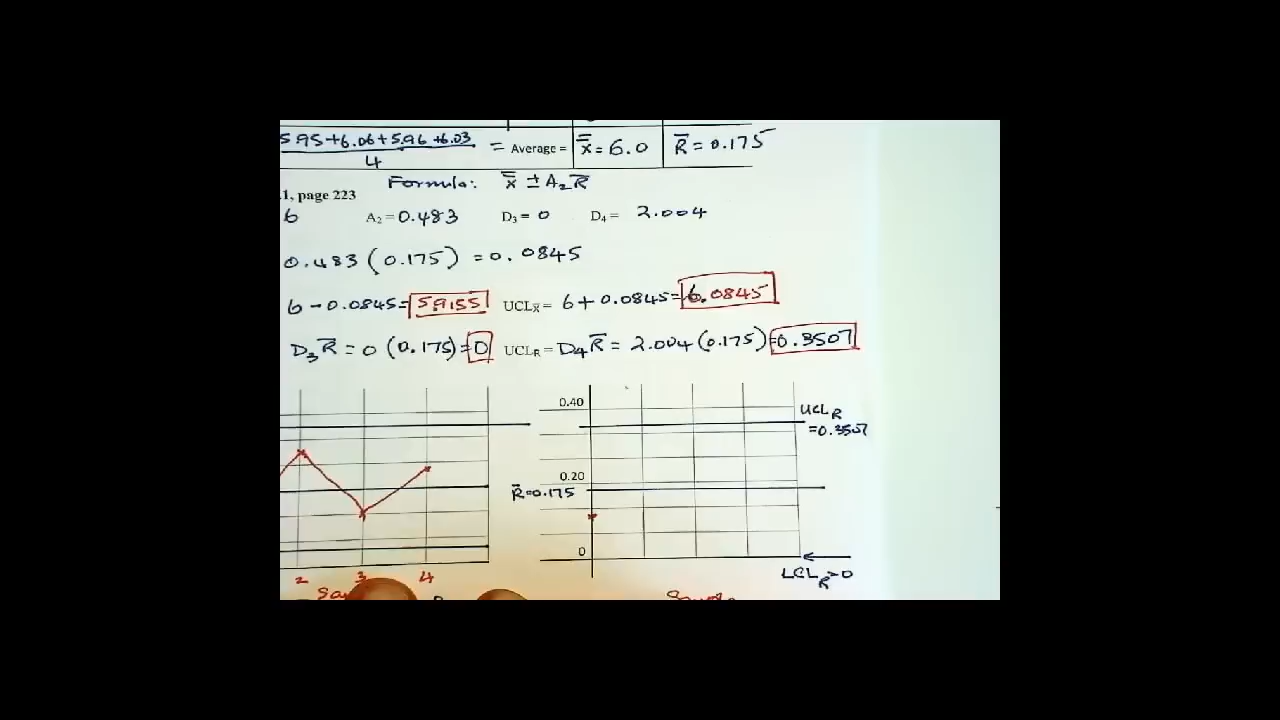 5.95+6.06+5.96+6.03
4
= Average = x̿ = 6.0 R̄ = 0.175
Formula: x̿ ± A₂R̄
.1, page 223
6 A₂ = 0.483 D₃ = 0 D₄ = 2.004
0.483 (0.175) = 0.0845
6 - 0.0845 = 5.9155 UCLx̄ = 6 + 0.0845 = 6.0845
D₃R̄ = 0 (0.175) = 0 UCLR = D₄R̄ = 2.004 (0.175) = 0.3507
0.40
UCLR
= 0.3507
0.20
R̄ = 0.175
0
LCLR = 0
2 3 4